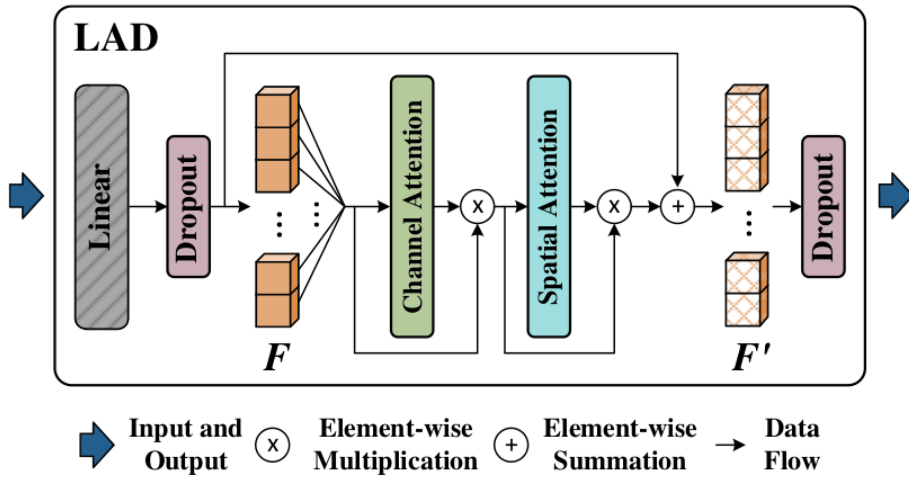 LAD
Linear
Dropout
F
Channel Attention
x
Spatial Attention
x
+
F'
Dropout
Input and
Output
x
Element-wise
Multiplication
+
Element-wise
Summation
Data
Flow